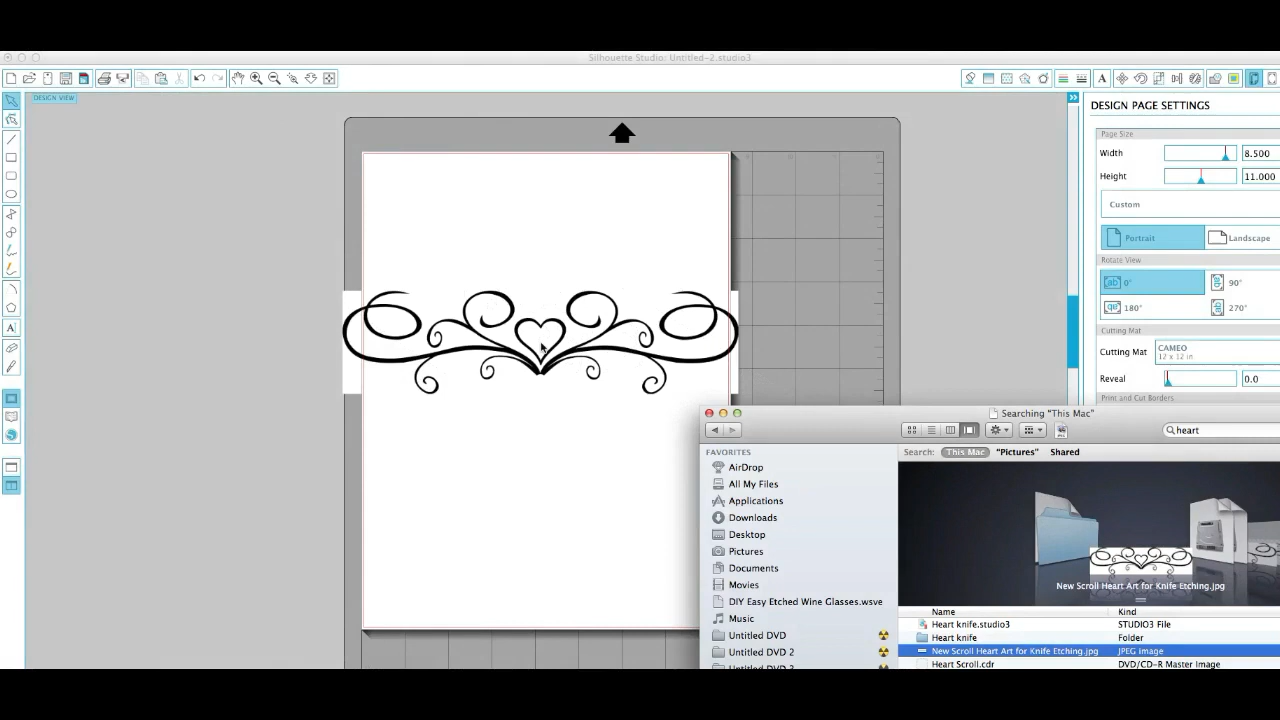 Silhouette Studio: Untitled-2.studio3
DESIGN VIEW
DESIGN PAGE SETTINGS
Page Size
Width 8.500
Height 11.000
Custom
Portrait Landscape
Rotate View
0° 90°
180° 270°
Cutting Mat
Cutting Mat CAMEO
12 x 12 in
Reveal 0.0
Print and Cut Borders
Searching "This Mac"
heart
FAVORITES
AirDrop
All My Files
Applications
Downloads
Desktop
Pictures
Documents
Movies
DIY Easy Etched Wine Glasses.wsve
Music
Untitled DVD
Untitled DVD 2
Untitled DVD 3
Search: This Mac "Pictures" Shared
New Scroll Heart Art for Knife Etching.jpg
Name Kind
Heart knife.studio3 STUDIO3 File
Heart knife Folder
New Scroll Heart Art for Knife Etching.jpg JPEG Image
Heart Scroll.cdr DVD/CD-R Master Image